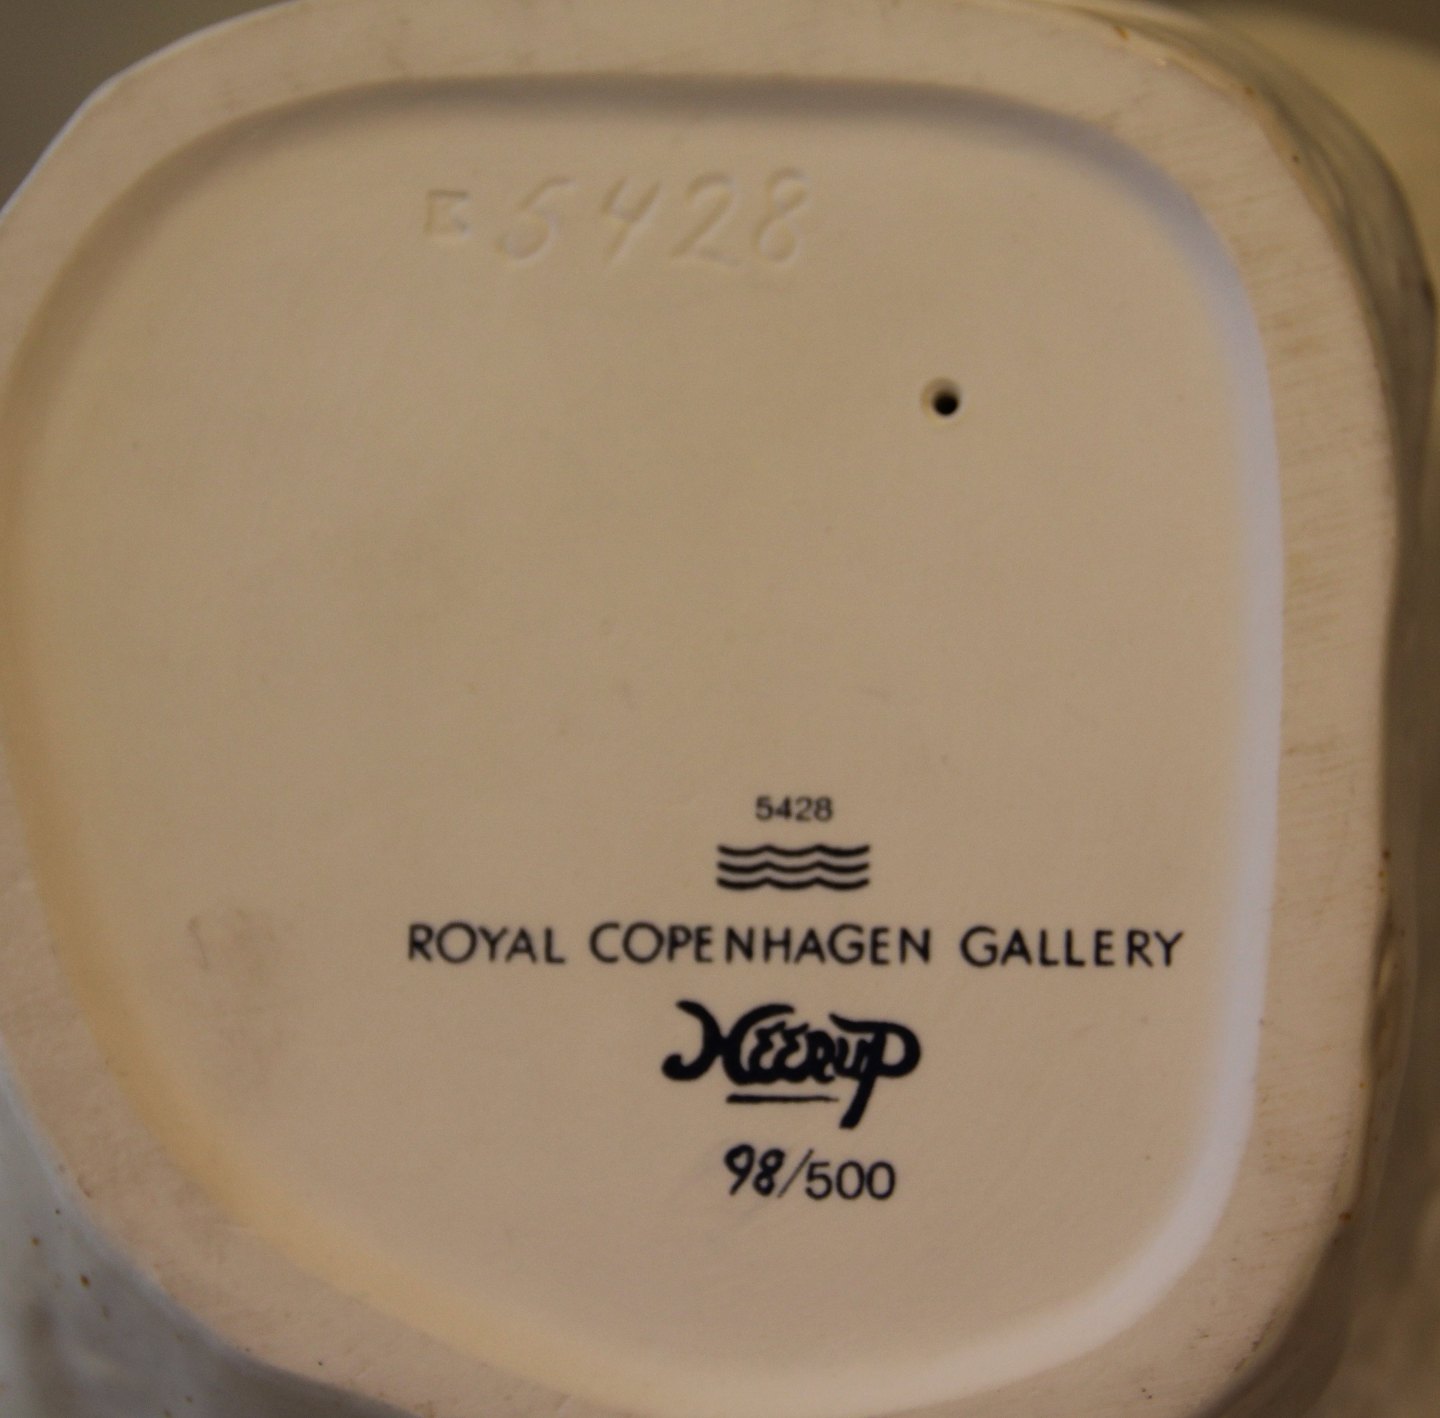 B 5428
5428
ROYAL COPENHAGEN GALLERY
HEERUP
98/500